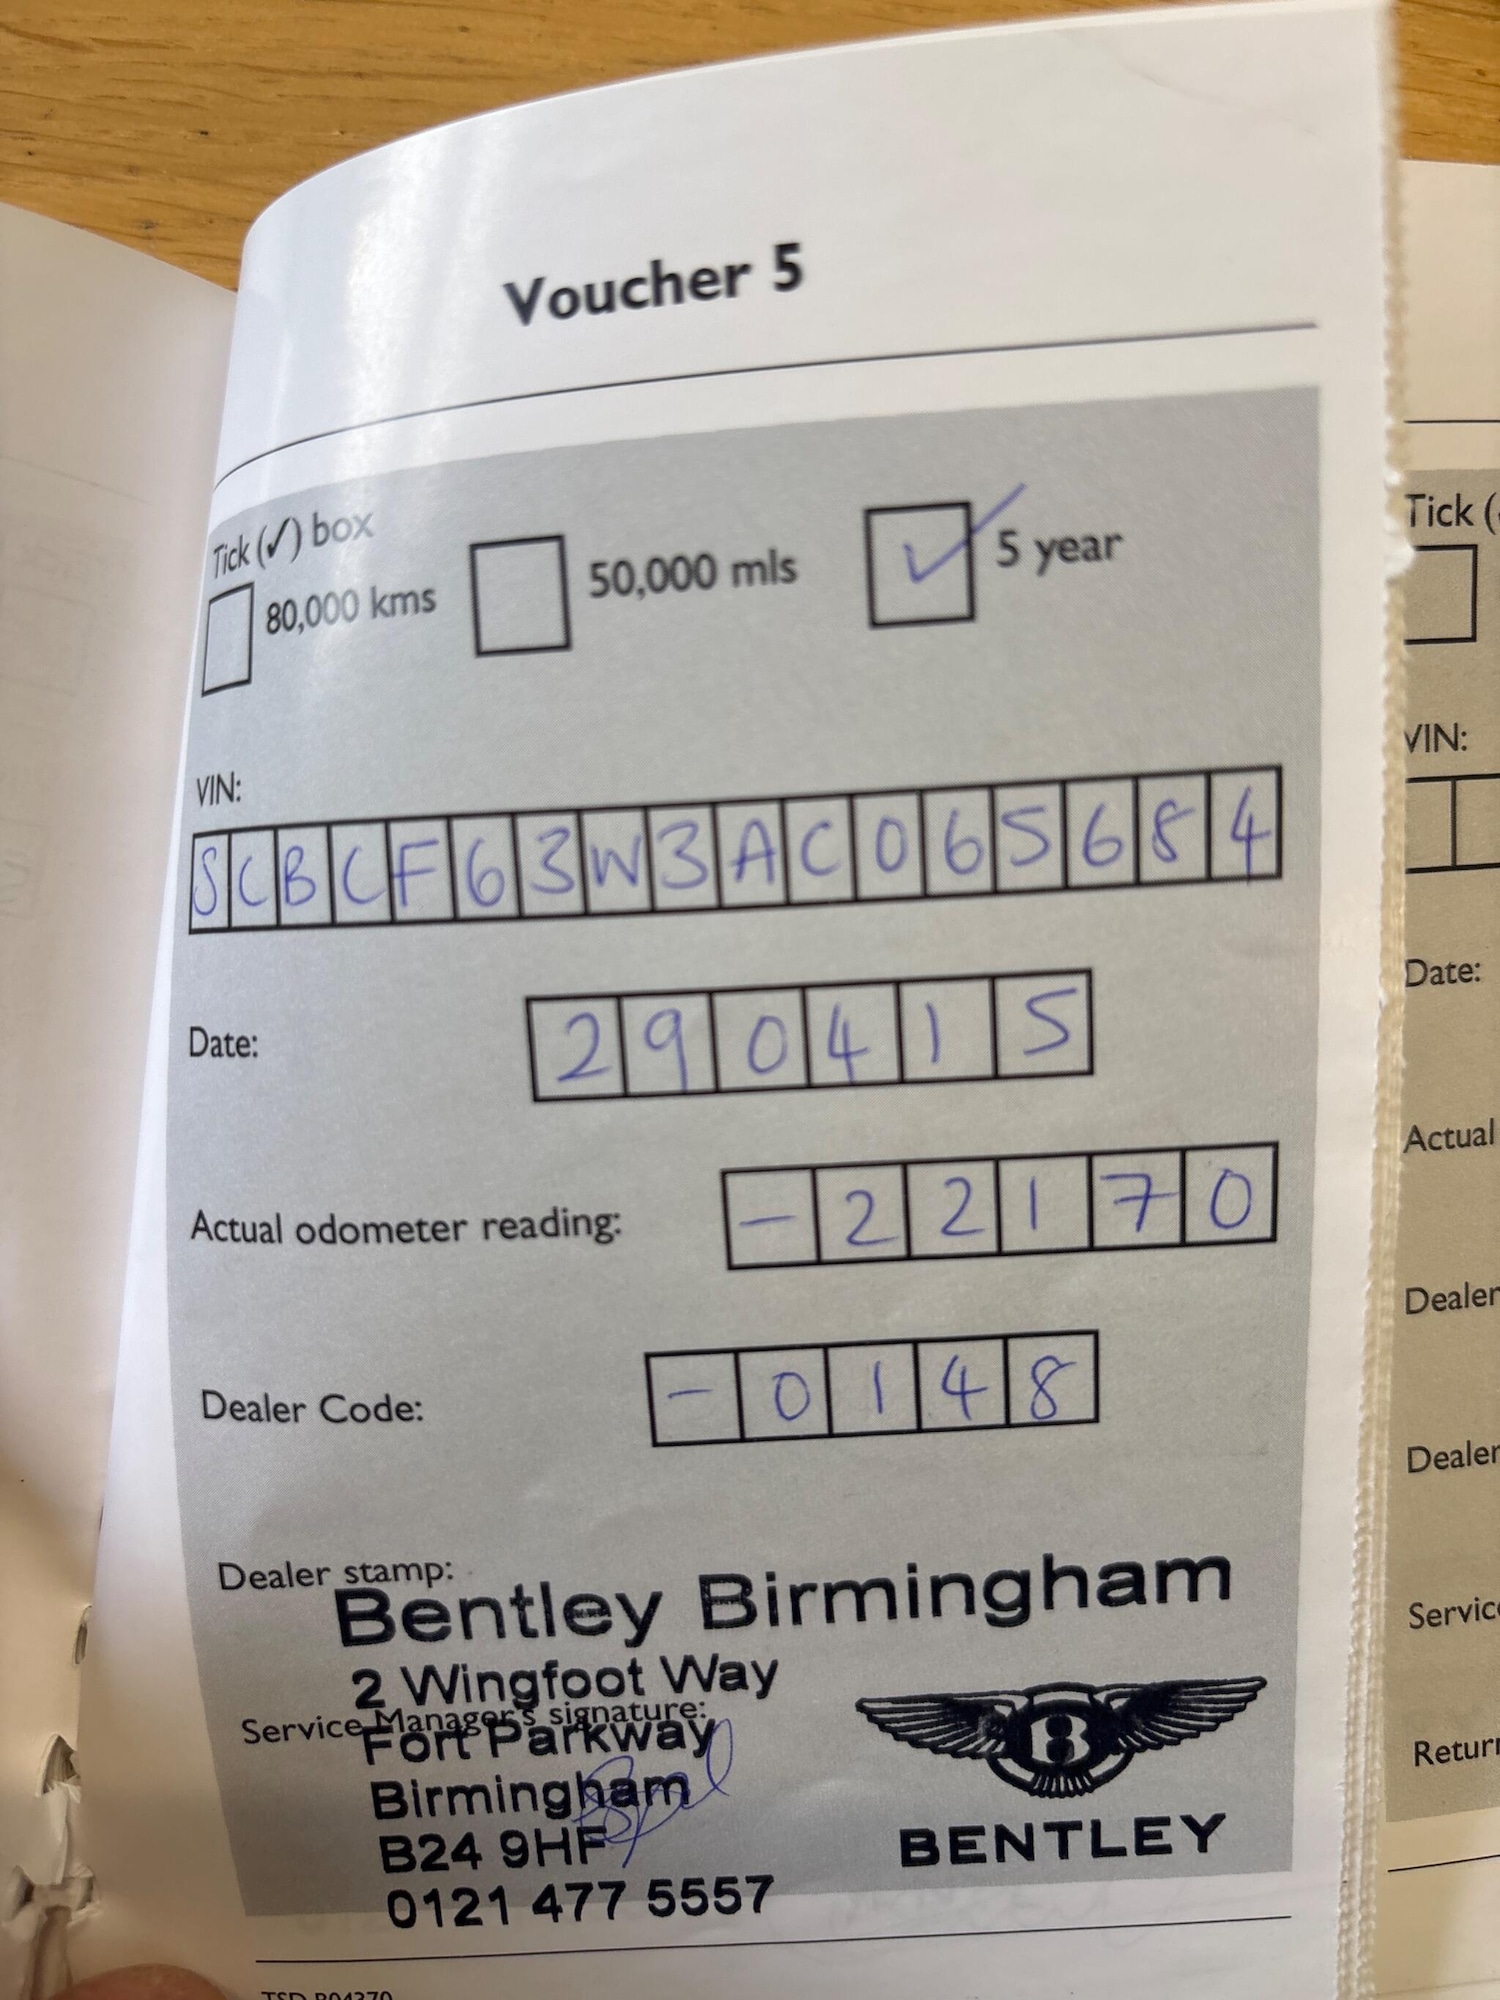 Voucher 5
Tick (✓) box
80,000 kms 50,000 mls ✓ 5 year
VIN:
SCBCF63W3AC065684
Date: 290415
Actual odometer reading: -22170
Dealer Code: -0148
Dealer stamp:
Bentley Birmingham
2 Wingfoot Way
Service Manager's signature:
Fort Parkway
Birmingham
B24 9HF
0121 477 5557
B
BENTLEY
Tick (
VIN:
Date:
Actual
Dealer
Dealer